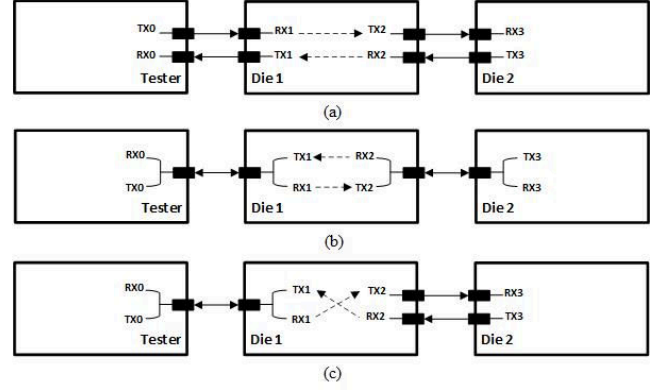 TX0 RX1 TX2 RX3
RX0 TX1 RX2 TX3
Tester Die 1 Die 2
(a)
RX0 TX1 RX2 TX3
TX0 RX1 TX2 RX3
Tester Die 1 Die 2
(b)
RX0 TX1 TX2 RX3
TX0 RX1 RX2 TX3
Tester Die 1 Die 2
(c)